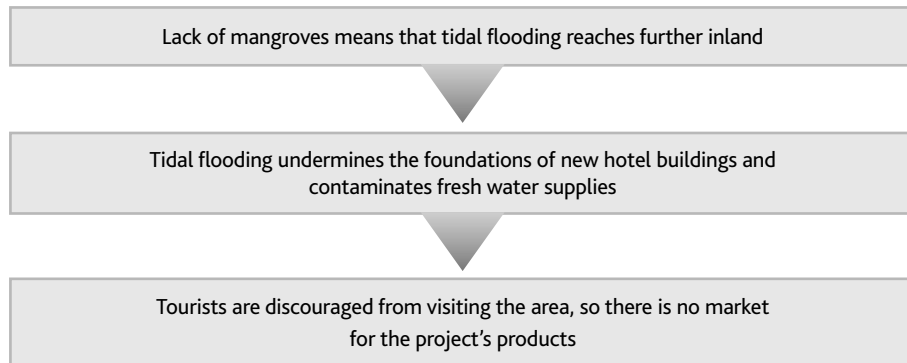 Lack of mangroves means that tidal flooding reaches further inland
Tidal flooding undermines the foundations of new hotel buildings and
contaminates fresh water supplies
Tourists are discouraged from visiting the area, so there is no market
for the project's products